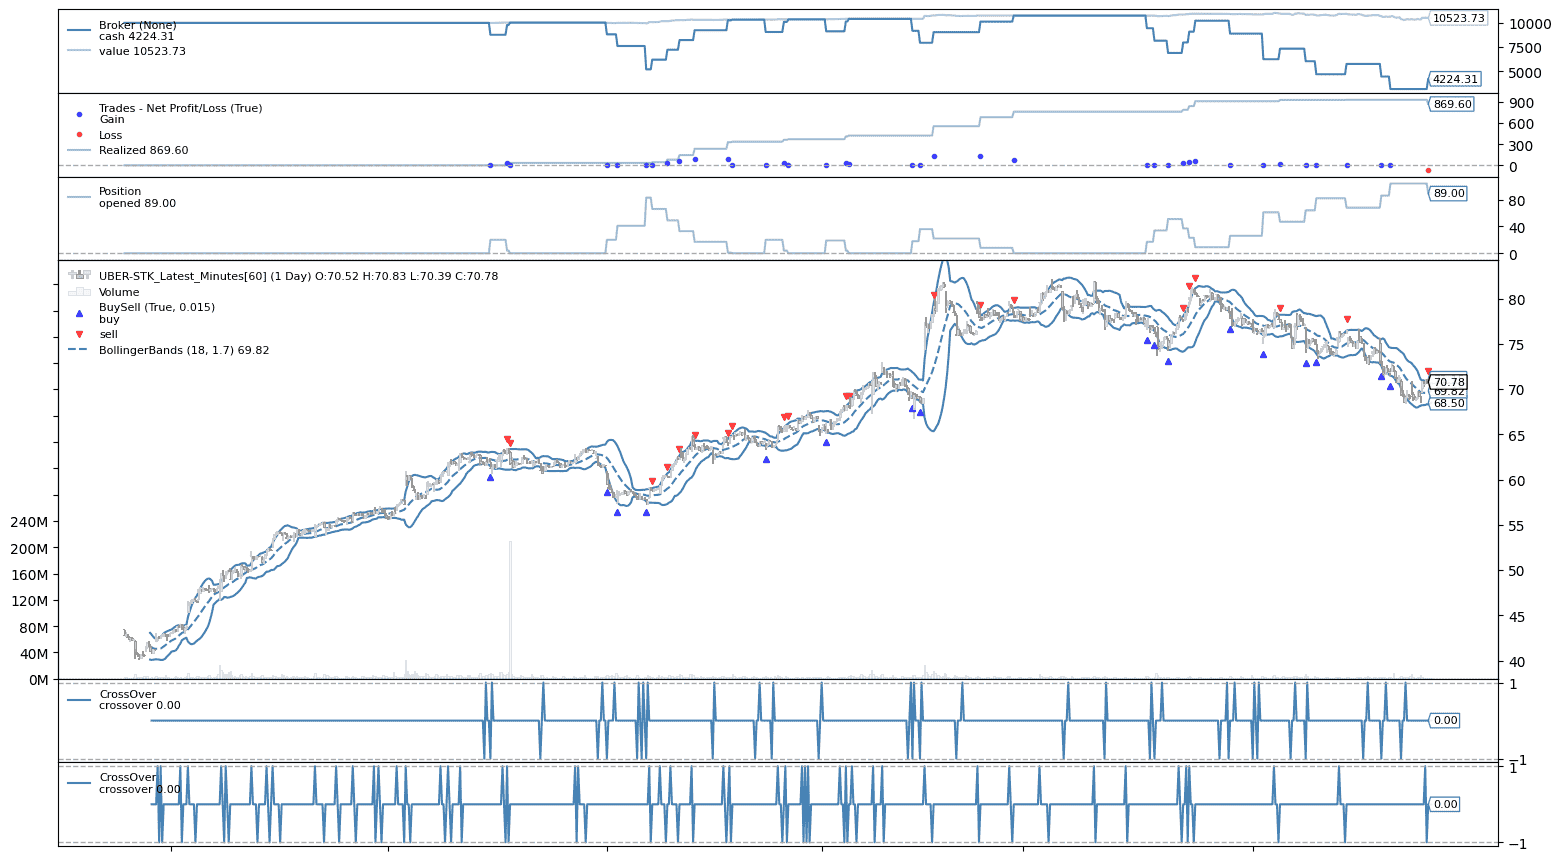 Broker (None)
cash 4224.31
value 10523.73
10523.73
10000
7500
5000
4224.31
Trades - Net Profit/Loss (True)
Gain
Loss
Realized 869.60
869.60
900
600
300
0
Position
opened 89.00
89.00
80
40
0
UBER-STK_Latest_Minutes[60] (1 Day) O:70.52 H:70.83 L:70.39 C:70.78
Volume
BuySell (True, 0.015)
buy
sell
BollingerBands (18, 1.7) 69.82
80
75
70
65
60
55
50
45
40
70.78
69.82
68.50
240M
200M
160M
120M
80M
40M
0M
CrossOver
crossover 0.00
1
0.00
−1
CrossOver
crossover 0.00
1
0.00
−1